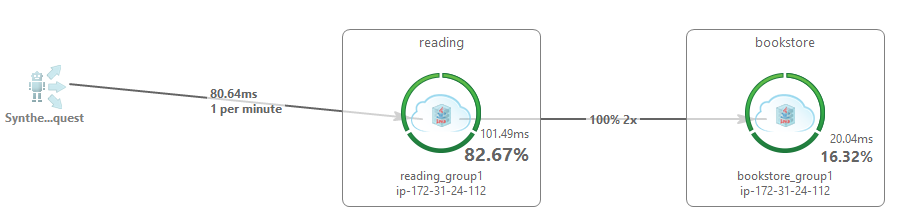 reading
bookstore
80.64ms
1 per minute
Synthe...quest
101.49ms
82.67%
100% 2x
20.04ms
16.32%
reading_group1
ip-172-31-24-112
bookstore_group1
ip-172-31-24-112